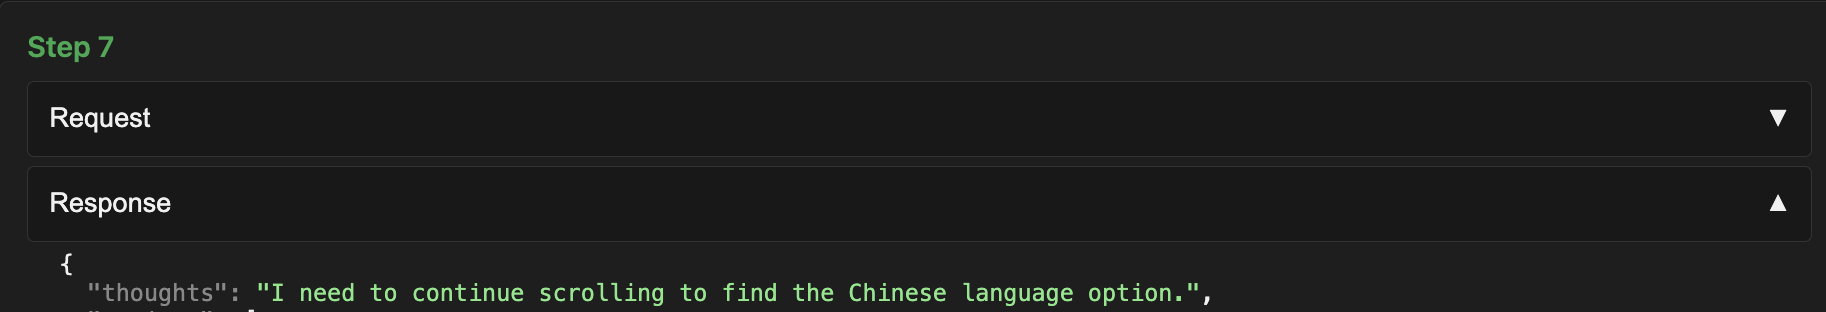 Step 7
Request ▼
Response ▲
{
"thoughts": "I need to continue scrolling to find the Chinese language option.",